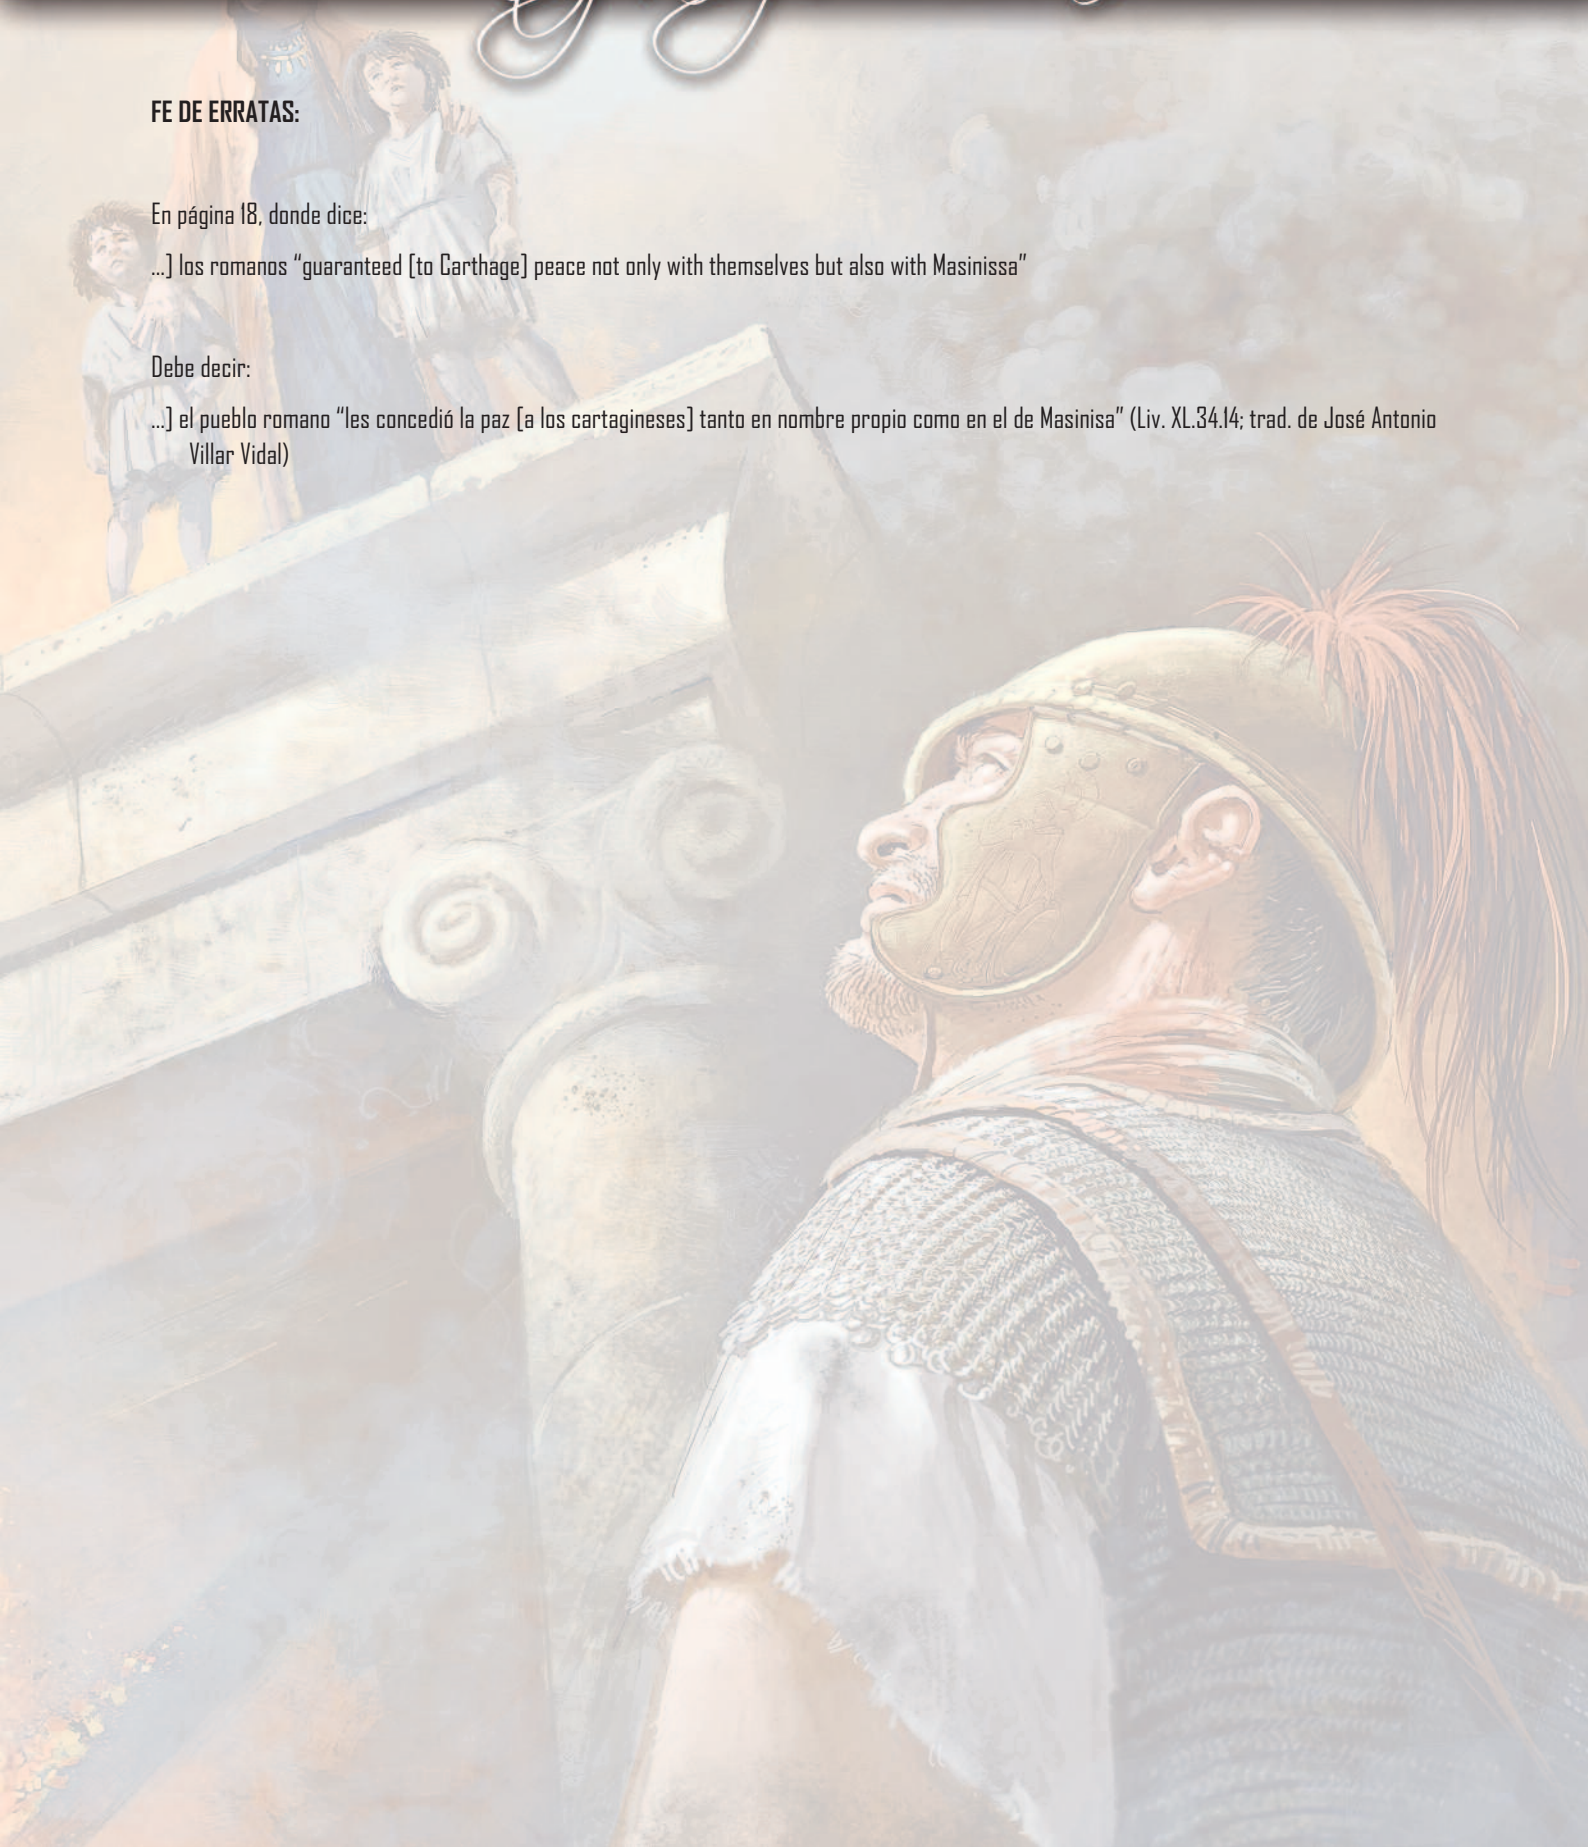 FE DE ERRATAS:
En página 18, donde dice:
...] los romanos “guaranteed [to Carthage] peace not only with themselves but also with Masinissa”
Debe decir:
...] el pueblo romano “les concedió la paz [a los cartagineses] tanto en nombre propio como en el de Masinisa” (Liv. XL.34.14; trad. de José Antonio
Villar Vidal)